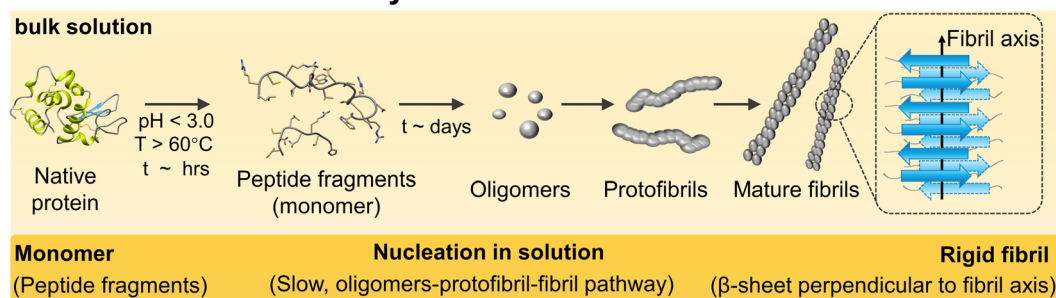 bulk solution
Fibril axis
pH < 3.0
T > 60°C
t ~ hrs
t ~ days
Native
protein
Peptide fragments
(monomer)
Oligomers
Protofibrils
Mature fibrils
Monomer
(Peptide fragments)
Nucleation in solution
(Slow, oligomers-protofibril-fibril pathway)
Rigid fibril
(β-sheet perpendicular to fibril axis)